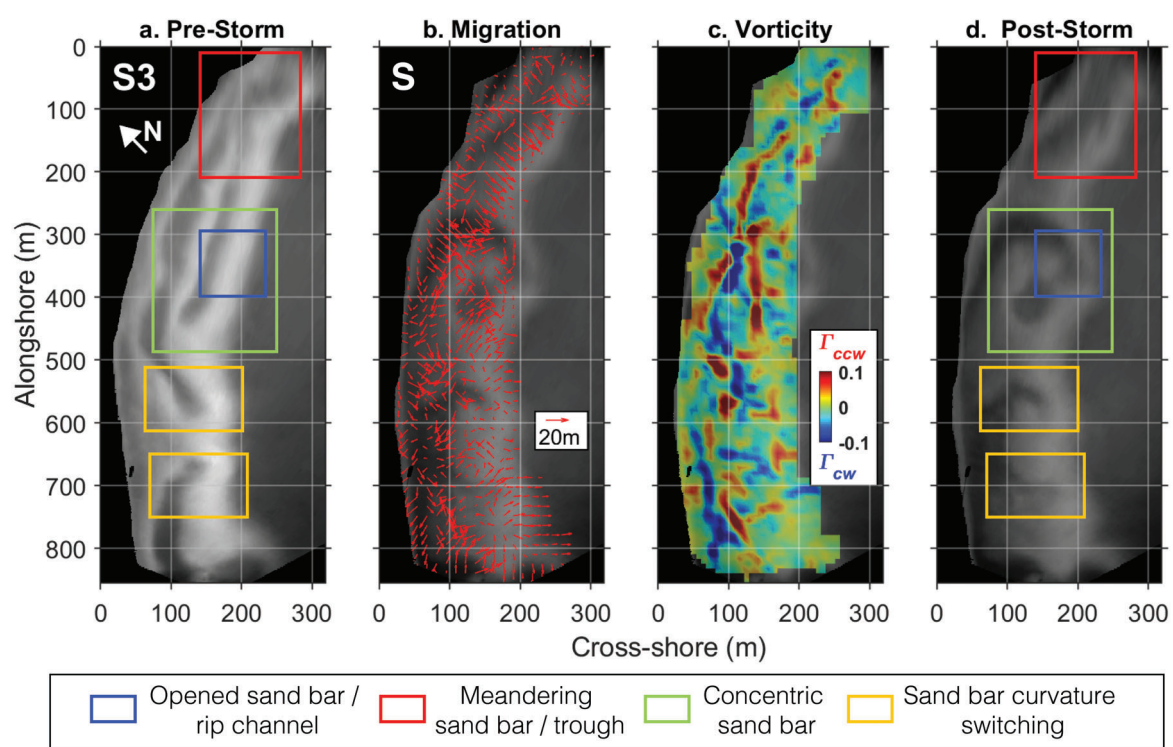 a. Pre-Storm
b. Migration
c. Vorticity
d. Post-Storm
S3
N
S
0
100
200
300
400
500
600
700
800
Alongshore (m)
20m
Γccw
0.1
0
-0.1
Γcw
0 100 200 300
0 100 200 300
0 100 200 300
0 100 200 300
Cross-shore (m)
Opened sand bar /
rip channel
Meandering
sand bar / trough
Concentric
sand bar
Sand bar curvature
switching